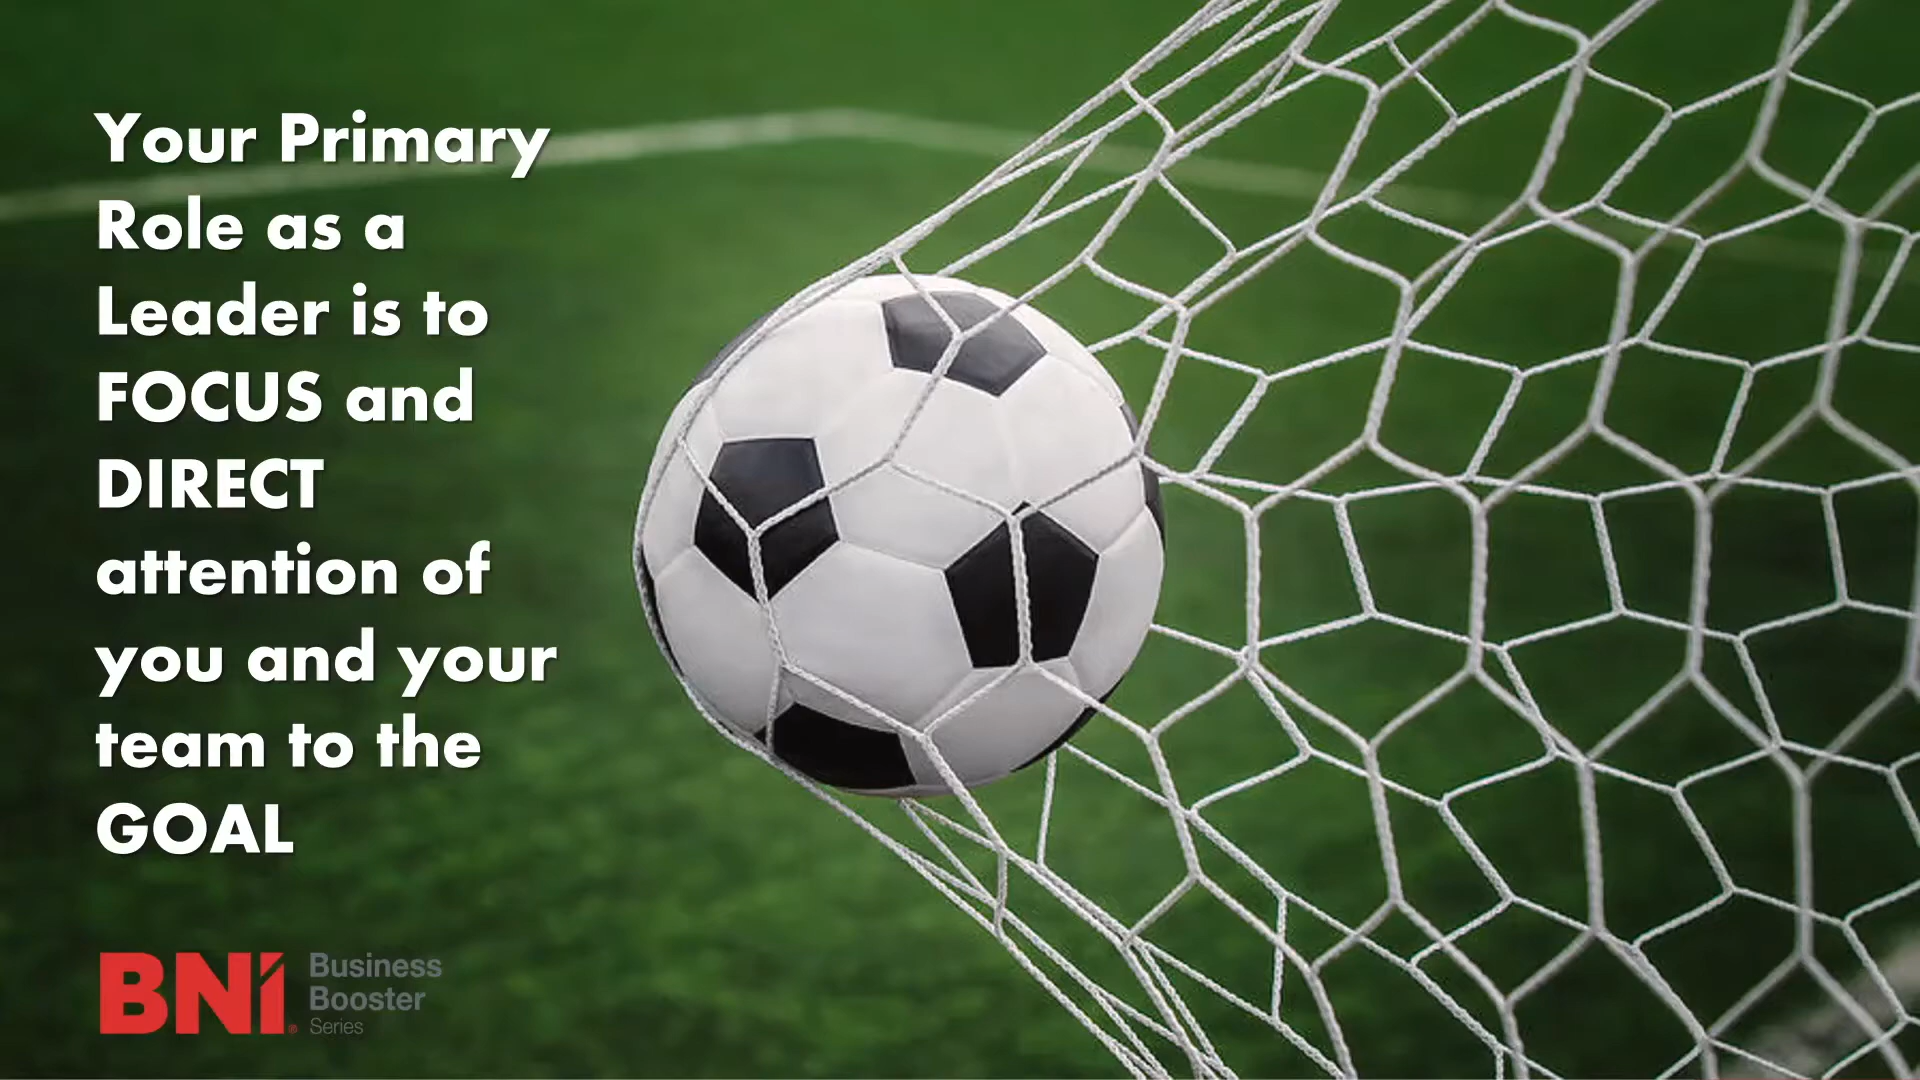 Your Primary
Role as a
Leader is to
FOCUS and
DIRECT
attention of
you and your
team to the
GOAL
BNI® Business
Booster
Series